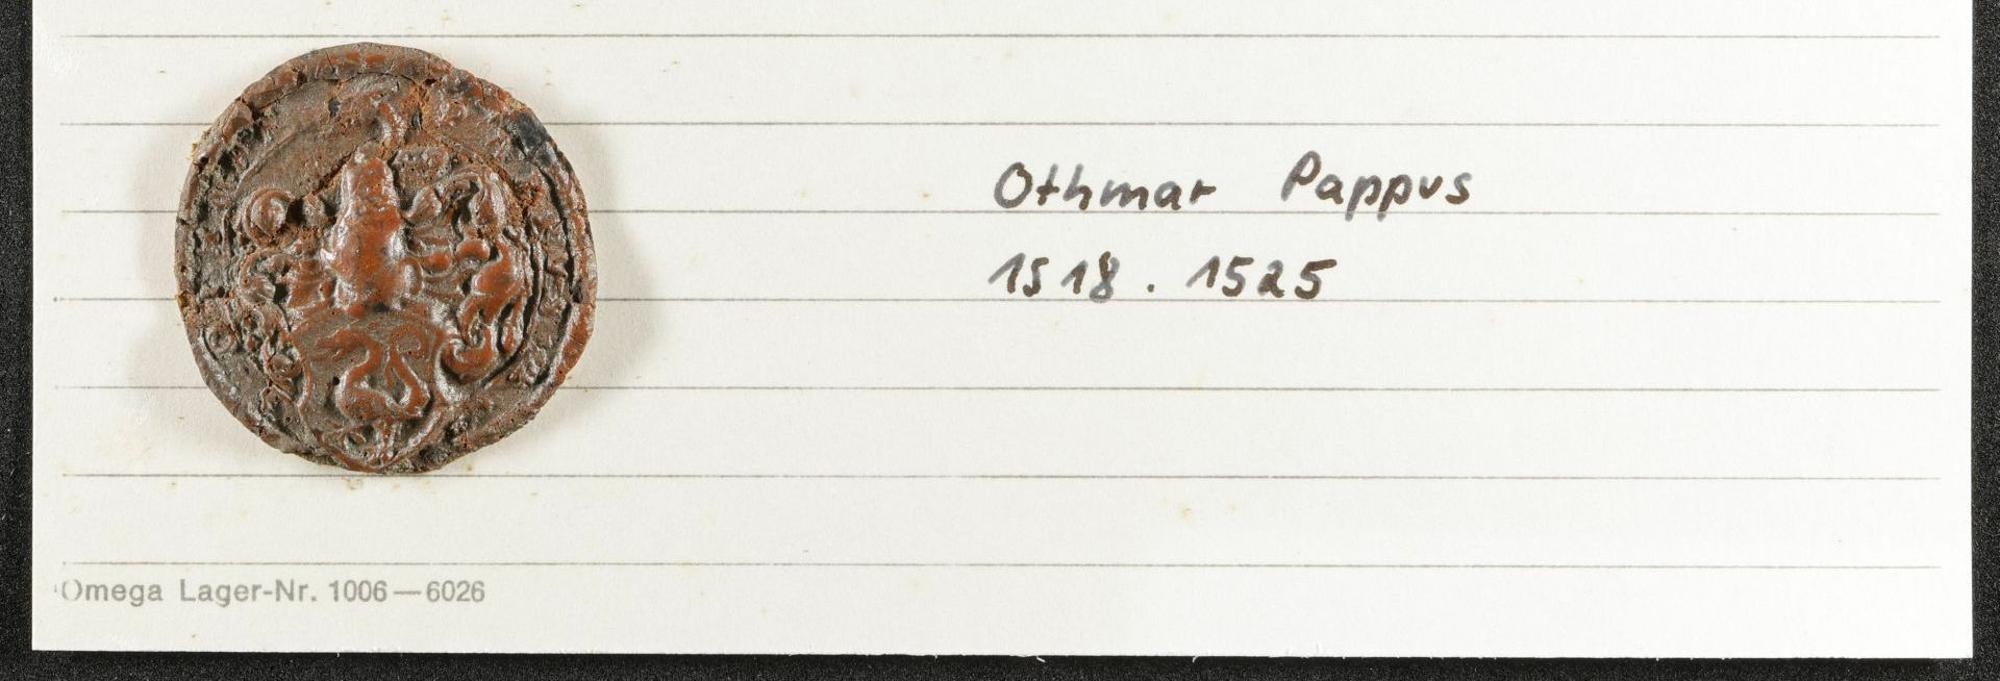 Othmar Pappus
1518. 1525
Omega Lager-Nr. 1006—6026